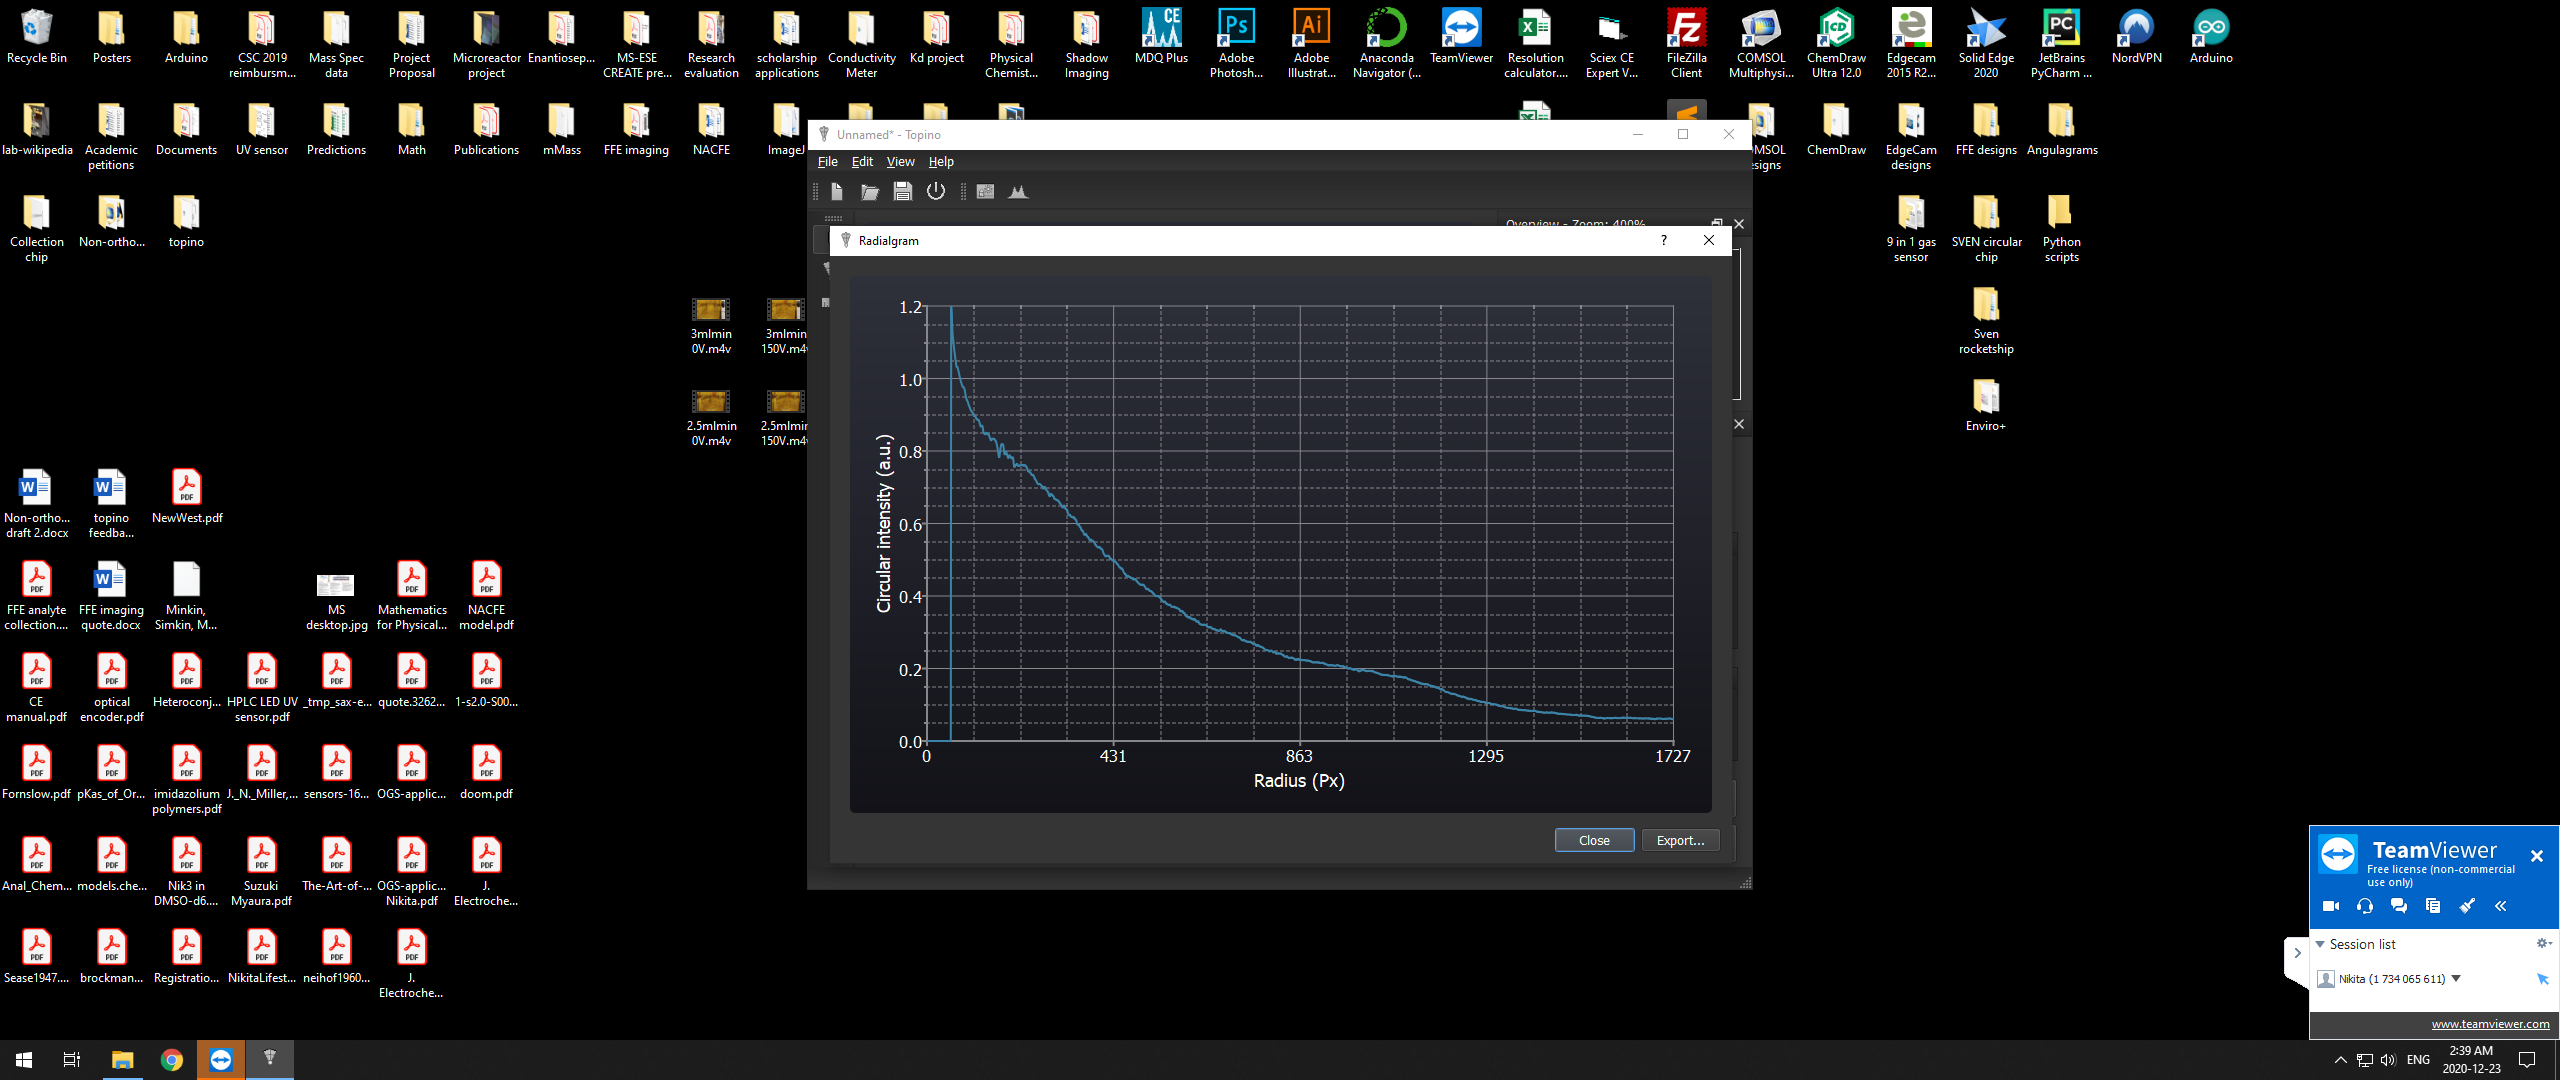 Recycle Bin
Posters
Arduino
CSC 2019
reimbursm...
Mass Spec
data
Project
Proposal
Microreactor
project
Enantiosep...
MS-ESE
CREATE pre...
Research
evaluation
scholarship
applications
Conductivity
Meter
Kd project
Physical
Chemist...
Shadow
Imaging
MDQ Plus
Adobe
Photosh...
Adobe
Illustrat...
Anaconda
Navigator (...
TeamViewer
Resolution
calculator....
Sciex CE
Expert V...
FileZilla
Client
COMSOL
Multiphysi...
ChemDraw
Ultra 12.0
Edgecam
2015 R2...
Solid Edge
2020
JetBrains
PyCharm ...
NordVPN
Arduino
lab-wikipedia
Academic
petitions
Documents
UV sensor
Predictions
Math
Publications
mMass
FFE imaging
NACFE
ImageJ
OMSOL
esigns
ChemDraw
EdgeCam
designs
FFE designs
Angulagrams
Collection
chip
Non-ortho...
topino
9 in 1 gas
sensor
SVEN circular
chip
Python
scripts
Sven
rocketship
Enviro+
3mlmin
0V.m4v
3mlmin
150V.m4v
2.5mlmin
0V.m4v
2.5mlmin
150V.m4v
Unnamed* - Topino
File Edit View Help
Overview - Zoom: 400%
Radialgram
?
1.2
1.0
0.8
0.6
0.4
0.2
0.0
Circular intensity (a.u.)
0 431 863 1295 1727
Radius (Px)
Close
Export...
Non-ortho...
draft 2.docx
topino
feedba...
NewWest.pdf
FFE analyte
collection....
FFE imaging
quote.docx
Minkin,
Simkin, M...
MS
desktop.jpg
Mathematics
for Physical...
NACFE
model.pdf
CE
manual.pdf
optical
encoder.pdf
Heteroconj...
HPLC LED UV
sensor.pdf
_tmp_sax-e...
quote.3262...
1-s2.0-S00...
Fornslow.pdf
pKas_of_Or...
imidazolium
polymers.pdf
J._N._Miller,...
sensors-16...
OGS-applic...
doom.pdf
Anal_Chem...
models.che...
Nik3 in
DMSO-d6....
Suzuki
Myaura.pdf
The-Art-of-...
OGS-applic...
Nikita.pdf
J.
Electroche...
Sease1947....
brockman...
Registratio...
NikitaLifest...
neihof1960...
J.
Electroche...
TeamViewer
Free license (non-commercial
use only)
Session list
Nikita (1 734 065 611)
www.teamviewer.com
ENG
2:39 AM
2020-12-23